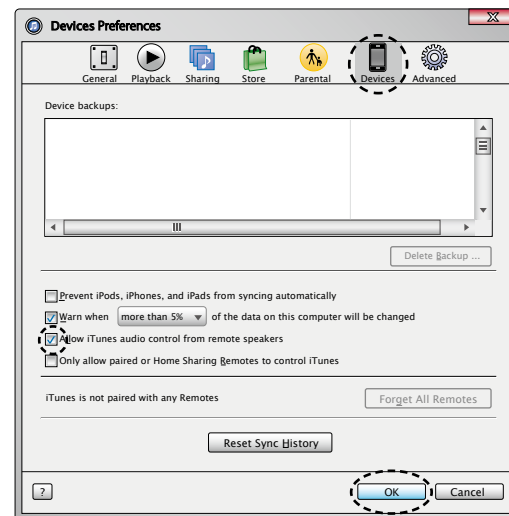 Devices Preferences
General Playback Sharing Store Parental Devices Advanced
Device backups:
Delete Backup ...
Prevent iPods, iPhones, and iPads from syncing automatically
Warn when more than 5% of the data on this computer will be changed
Allow iTunes audio control from remote speakers
Only allow paired or Home Sharing Remotes to control iTunes
iTunes is not paired with any Remotes Forget All Remotes
Reset Sync History
? OK Cancel